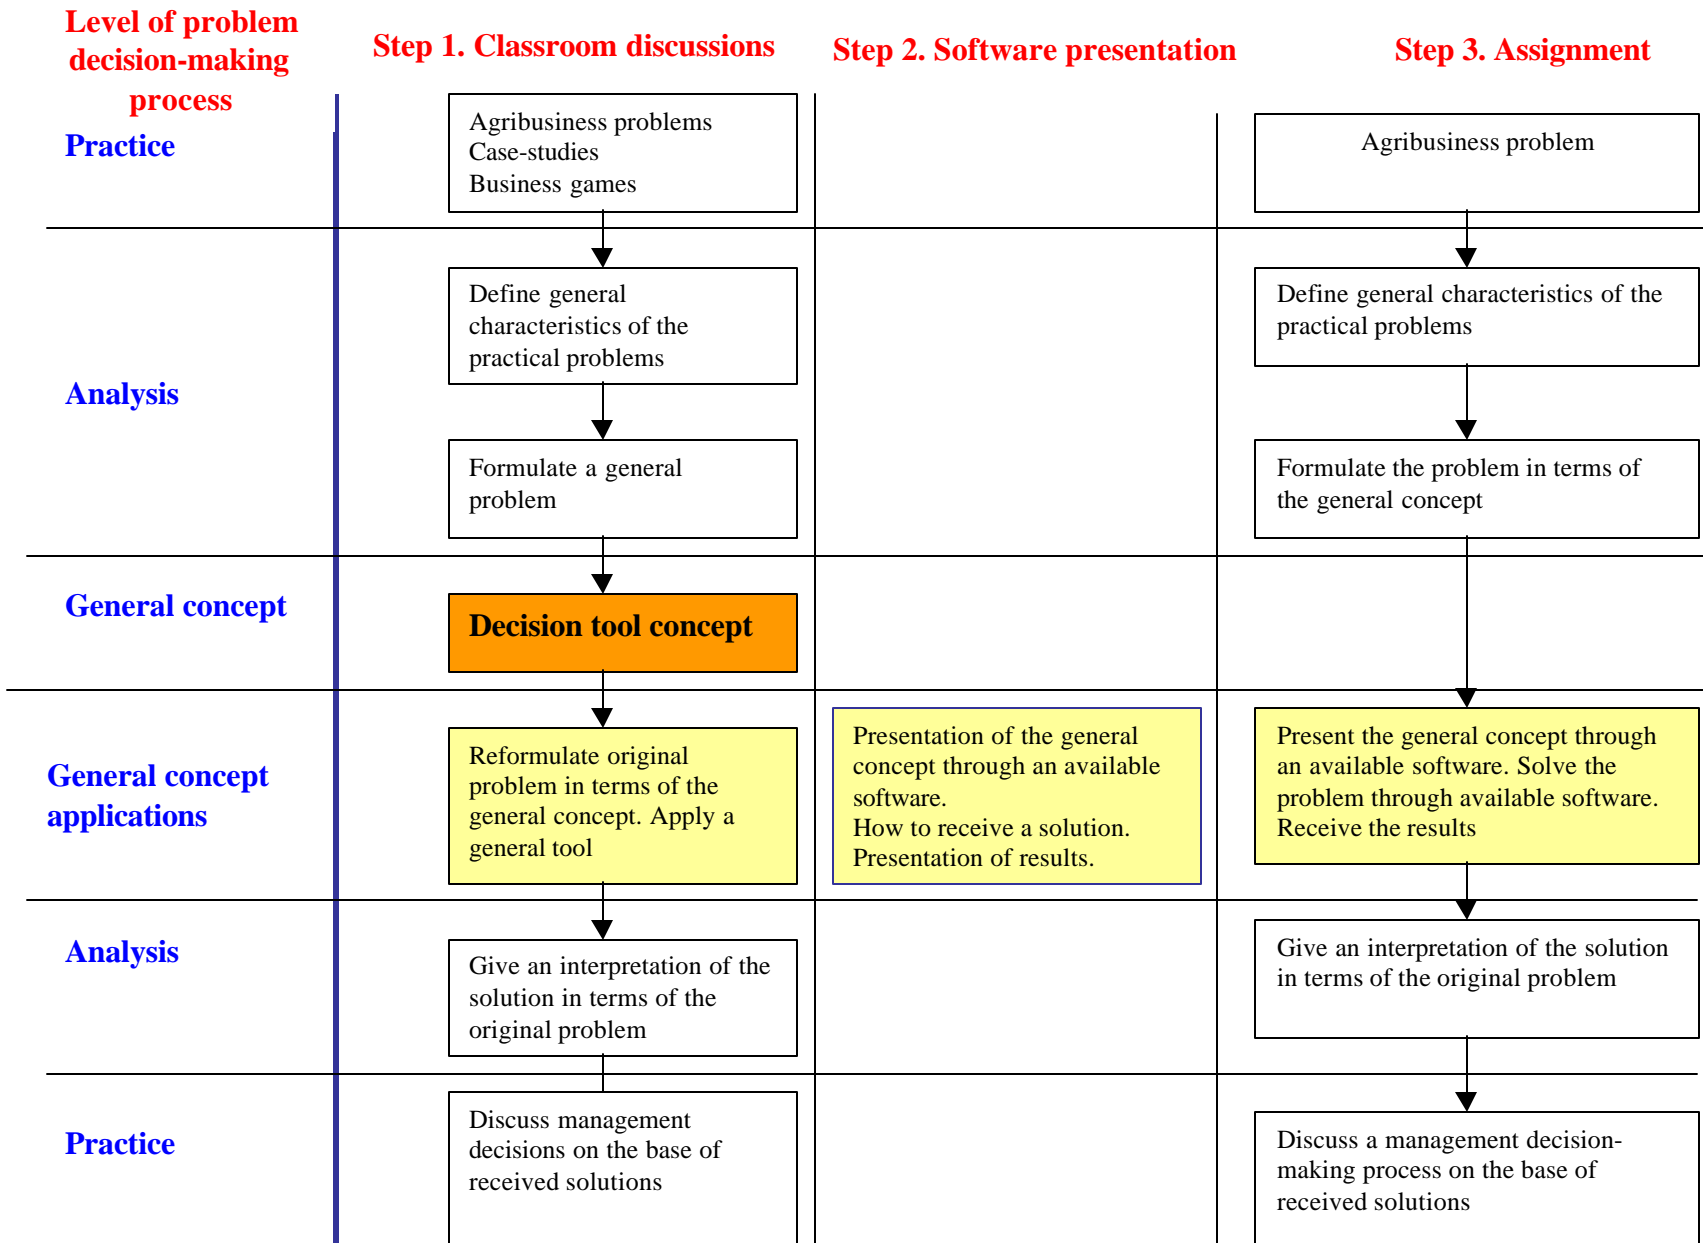 Level of problem
decision-making
process
Step 1. Classroom discussions
Step 2. Software presentation
Step 3. Assignment
Practice
Agribusiness problems
Case-studies
Business games
Agribusiness problem
Analysis
Define general
characteristics of the
practical problems
Define general characteristics of the
practical problems
Formulate a general
problem
Formulate the problem in terms of
the general concept
General concept
Decision tool concept
General concept
applications
Reformulate original
problem in terms of the
general concept. Apply a
general tool
Presentation of the general
concept through an available
software.
How to receive a solution.
Presentation of results.
Present the general concept through
an available software. Solve the
problem through available software.
Receive the results
Analysis
Give an interpretation of the
solution in terms of the
original problem
Give an interpretation of the solution
in terms of the original problem
Practice
Discuss management
decisions on the base of
received solutions
Discuss a management decision-
making process on the base of
received solutions